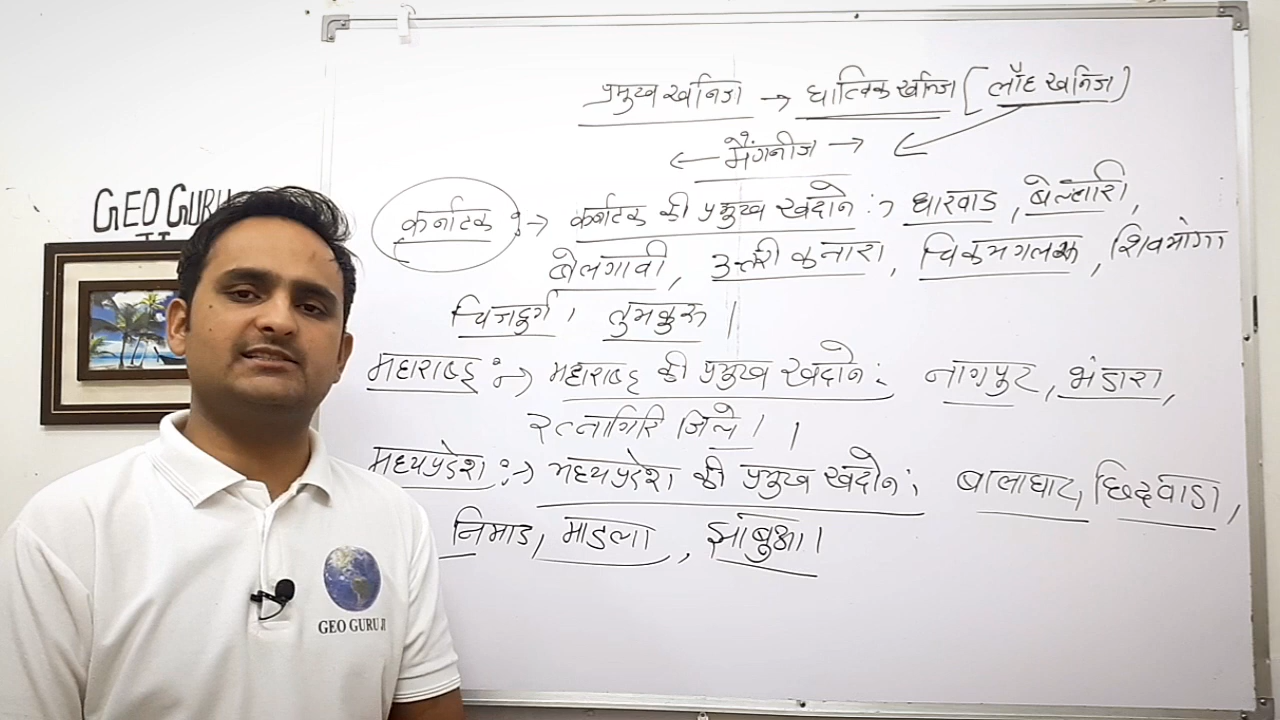 प्रमुख खनिज → धात्विक खनिज (लौह खनिज)
← मैंगनीज →
GEO GURU
JI
कर्नाटक :→ कर्नाटक की प्रमुख खदाने :→ धारवाड, बेल्लारी,
बेलगावी, उत्तरी कनारा, चिकमगलरू, शिवमोगा
चित्रदुर्ग। तुमकुरू।
महाराष्ट्र :→ महाराष्ट्र की प्रमुख खदाने : नागपुर, भंडारा,
रत्नागिरि जिले।।
मध्यप्रदेश :→ मध्यप्रदेश की प्रमुख खदाने : बालाघाट, छिंदवाडा,
निमाड, माडला, झाबुआ।
GEO GURU JI